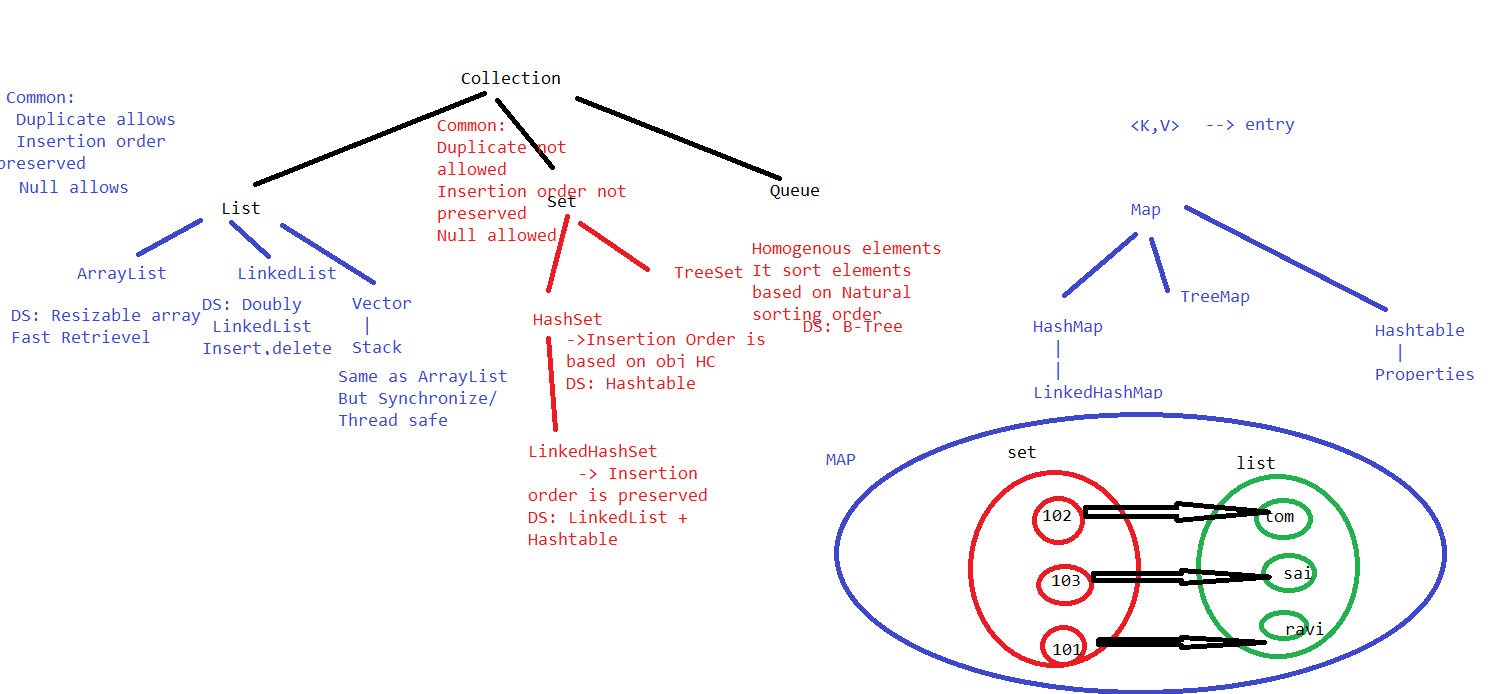 Collection
Common:
Duplicate allows
Insertion order
preserved
Null allows
List
ArrayList
DS: Resizable array
Fast Retrievel
LinkedList
DS: Doubly
LinkedList
Insert,delete
Vector
|
Stack
Same as ArrayList
But Synchronize/
Thread safe
Common:
Duplicate not
allowed
Insertion order not
preserved
Null allowed
Set
HashSet
->Insertion Order is
based on obj HC
DS: Hashtable
LinkedHashSet
-> Insertion
order is preserved
DS: LinkedList +
Hashtable
TreeSet
Homogenous elements
It sort elements
based on Natural
sorting order
DS: B-Tree
Queue
<K,V> --> entry
Map
HashMap
|
|
LinkedHashMap
TreeMap
Hashtable
|
Properties
MAP
set
list
102
tom
103
sai
101
ravi